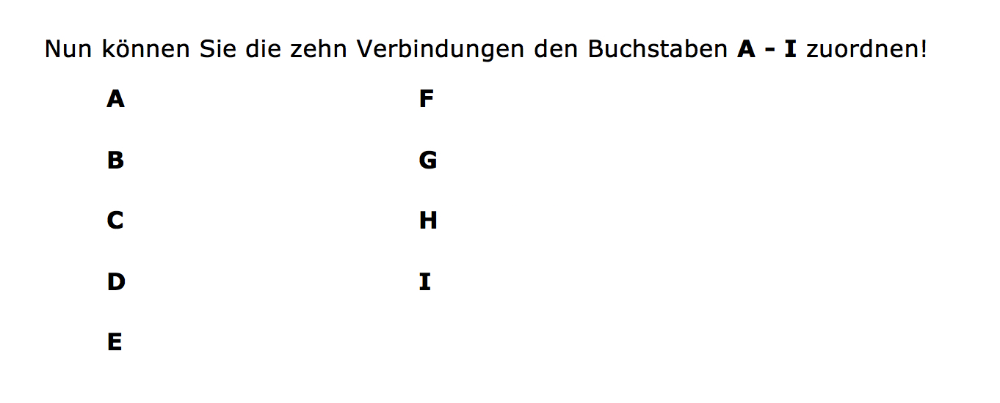 Nun können Sie die zehn Verbindungen den Buchstaben A - I zuordnen!
A F
B G
C H
D I
E